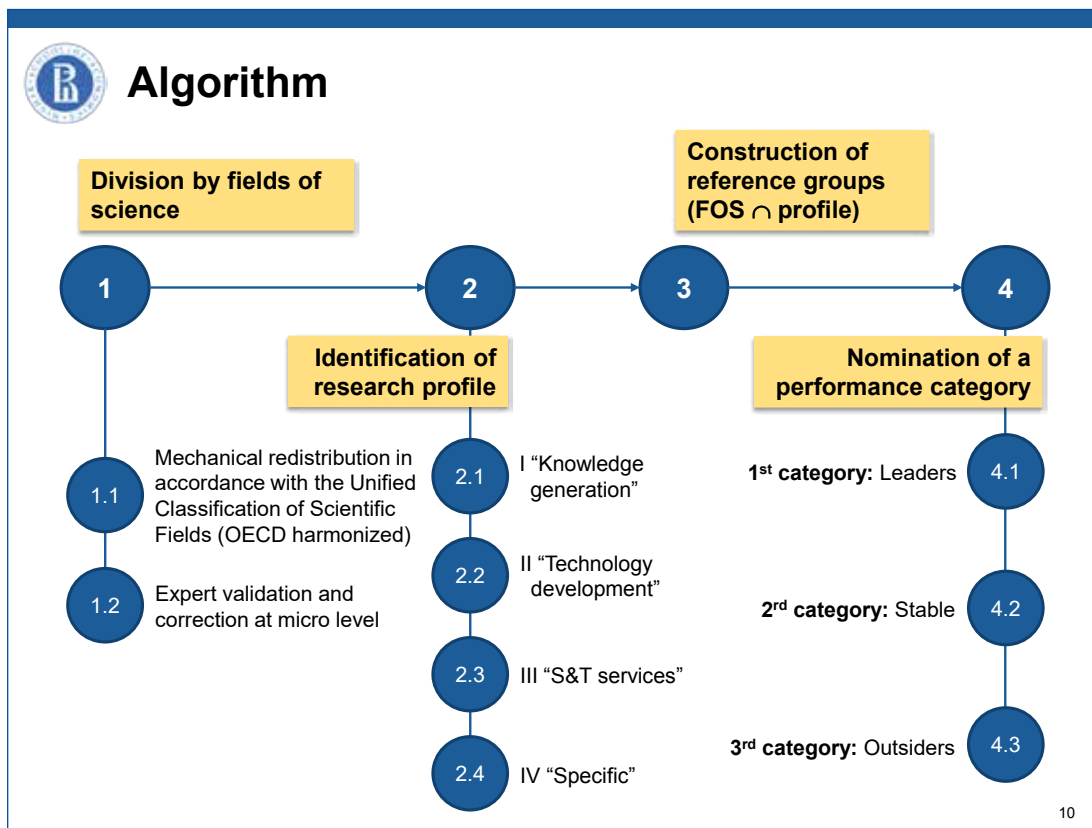 Algorithm
Division by fields of
science
Construction of
reference groups
(FOS ∩ profile)
1
2
3
4
Identification of
research profile
Nomination of a
performance category
1.1
Mechanical redistribution in
accordance with the Unified
Classification of Scientific
Fields (OECD harmonized)
1.2
Expert validation and
correction at micro level
2.1
I “Knowledge
generation”
2.2
II “Technology
development”
2.3
III “S&T services”
2.4
IV “Specific”
1st category: Leaders
4.1
2rd category: Stable
4.2
3rd category: Outsiders
4.3
10